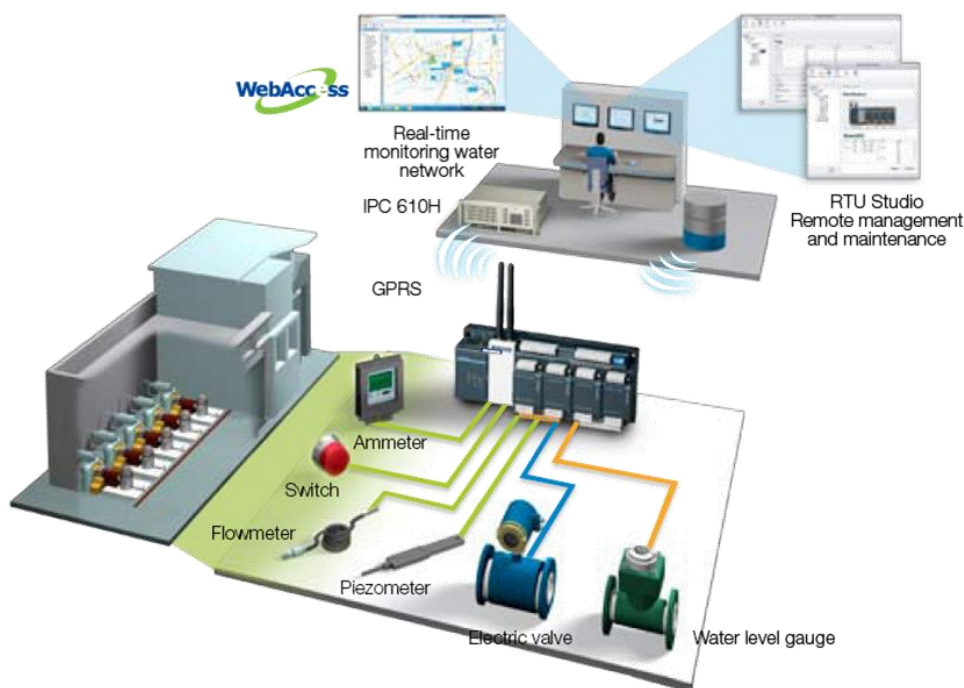 WebAccess
Real-time
monitoring water
network
IPC 610H
RTU Studio
Remote management
and maintenance
GPRS
Ammeter
Switch
Flowmeter
Piezometer
Electric valve
Water level gauge